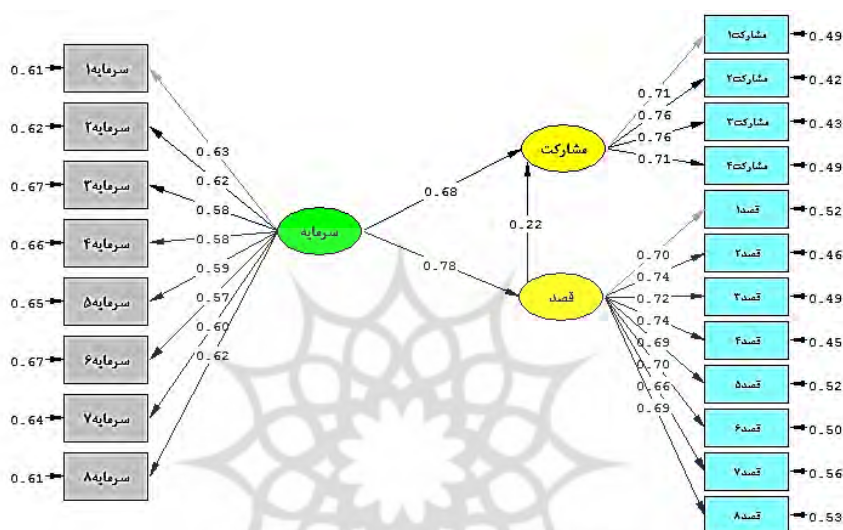 0.61
سرمایه۱
0.62
سرمایه۲
0.67
سرمایه۳
0.66
سرمایه۴
0.65
سرمایه۵
0.67
سرمایه۶
0.64
سرمایه۷
0.61
سرمایه۸
0.63
0.62
0.58
0.58
0.59
0.57
0.60
0.62
سرمایه
0.68
0.78
مشارکت
0.22
قصد
0.71
0.76
0.76
0.71
0.70
0.74
0.72
0.74
0.69
0.70
0.66
0.69
مشارکت۱
0.49
مشارکت۲
0.42
مشارکت۳
0.43
مشارکت۴
0.49
قصد۱
0.52
قصد۲
0.46
قصد۳
0.49
قصد۴
0.45
قصد۵
0.52
قصد۶
0.50
قصد۷
0.56
قصد۸
0.53